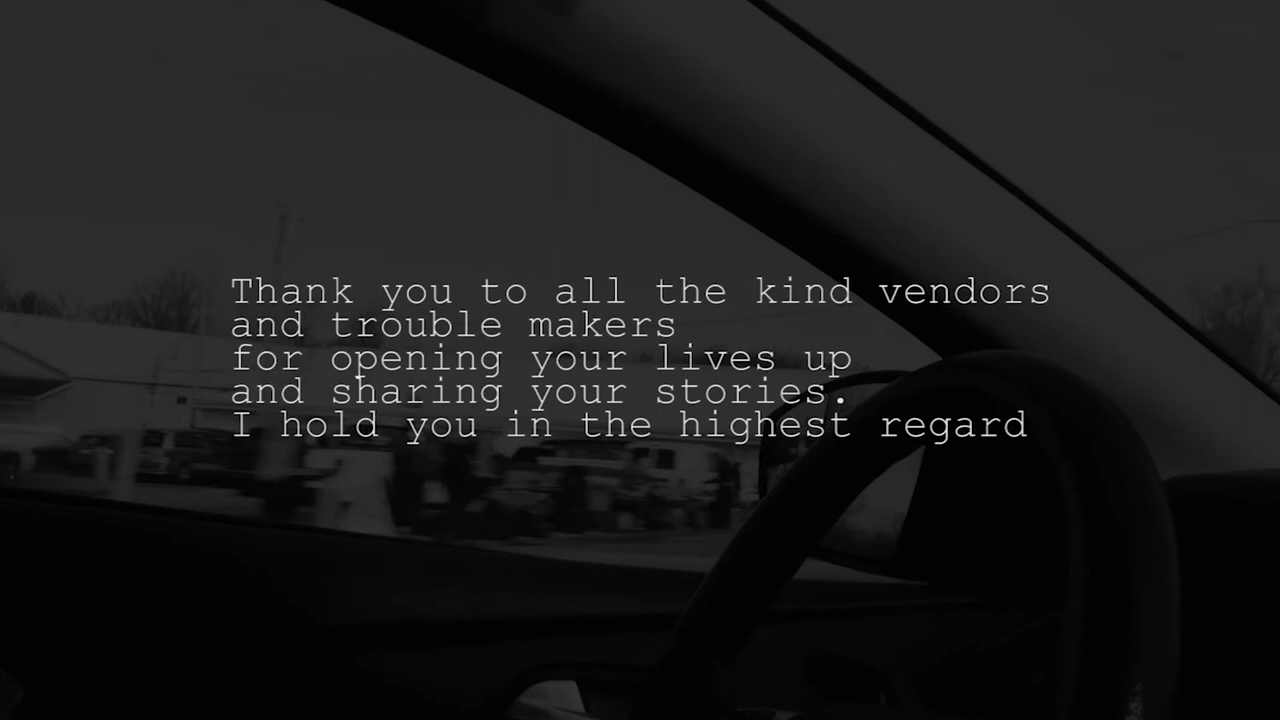 Thank you to all the kind vendors
and trouble makers
for opening your lives up
and sharing your stories.
I hold you in the highest regard